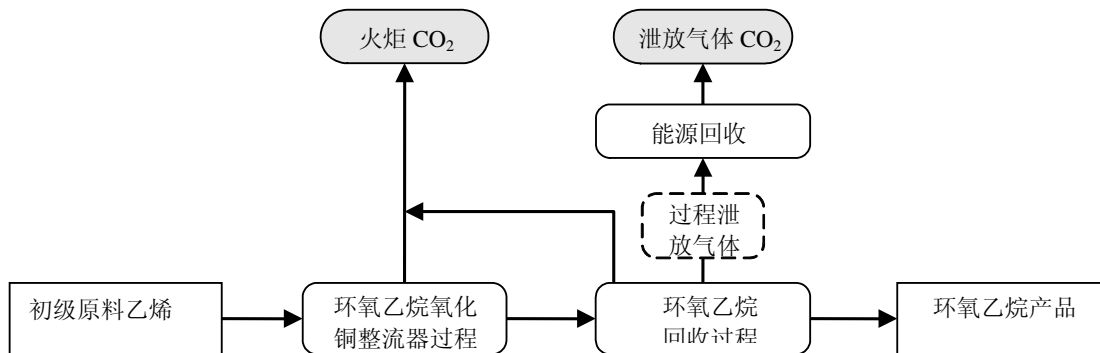 火炬 CO₂
泄放气体 CO₂
能源回收
过程泄
放气体
初级原料乙烯
环氧乙烷氧化
铜整流器过程
环氧乙烷
回收过程
环氧乙烷产品